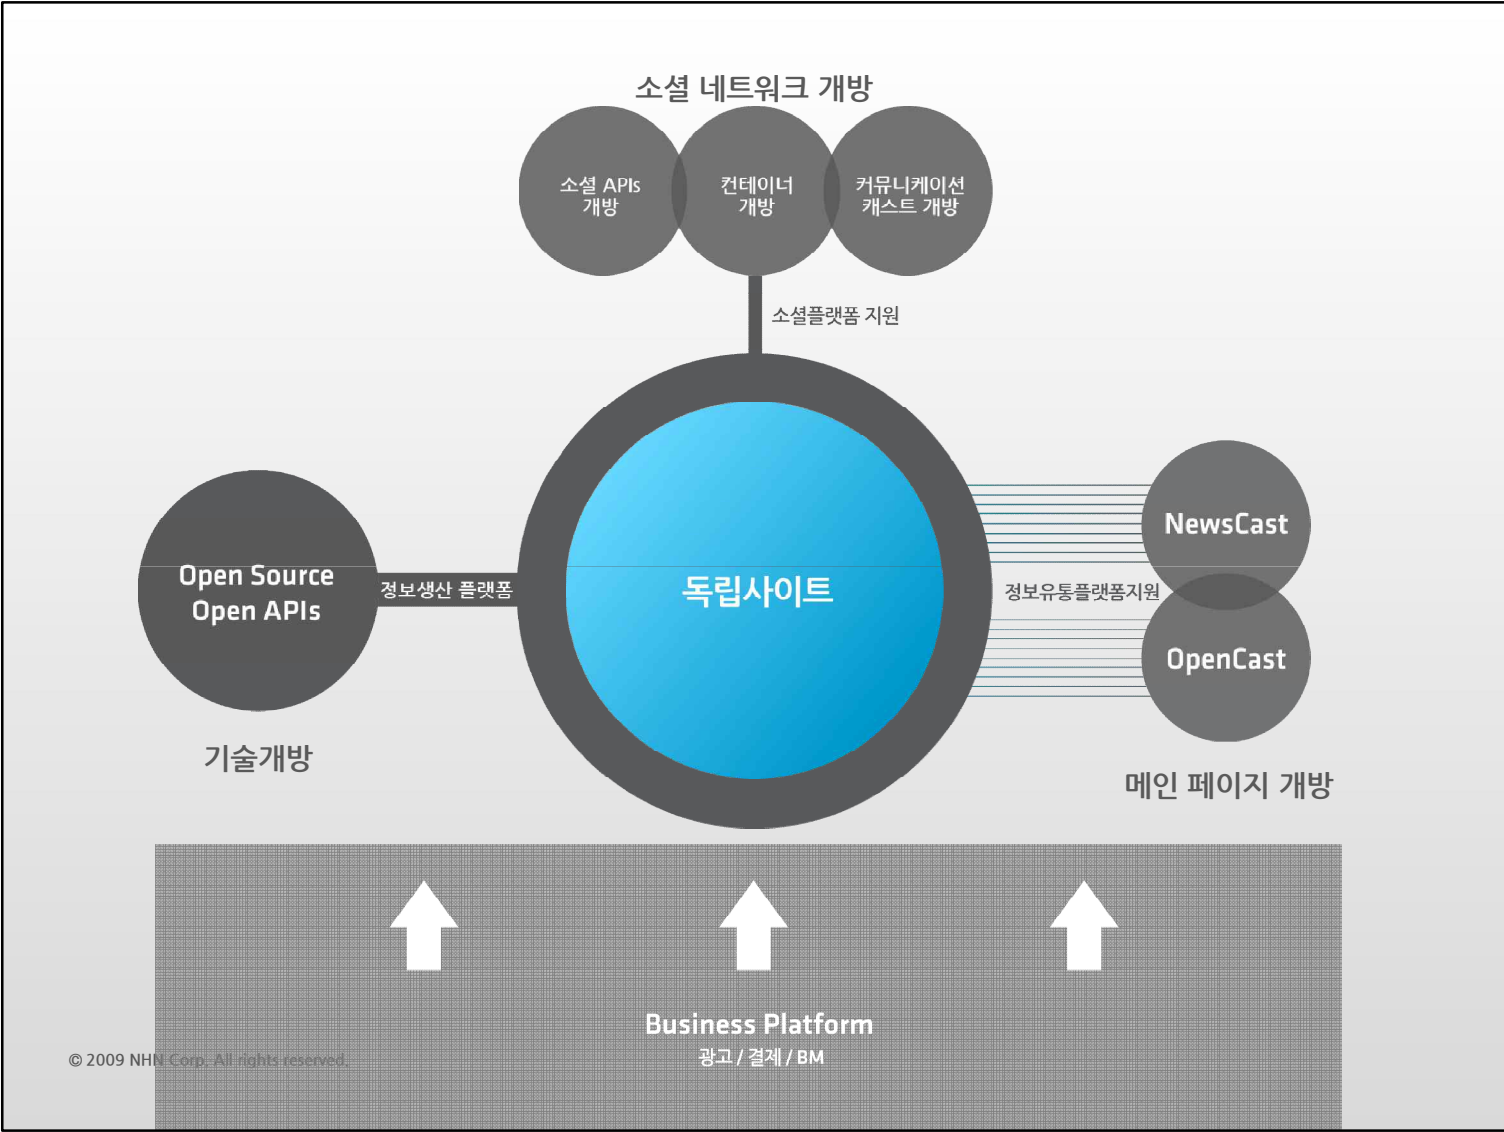 소셜 네트워크 개방
소셜 APIs
개방
컨테이너
개방
커뮤니케이션
캐스트 개방
소셜플랫폼 지원
Open Source
Open APIs
정보생산 플랫폼
독립사이트
NewsCast
정보유통플랫폼지원
OpenCast
기술개방
메인 페이지 개방
Business Platform
광고 / 결제 / BM
© 2009 NHN Corp. All rights reserved.